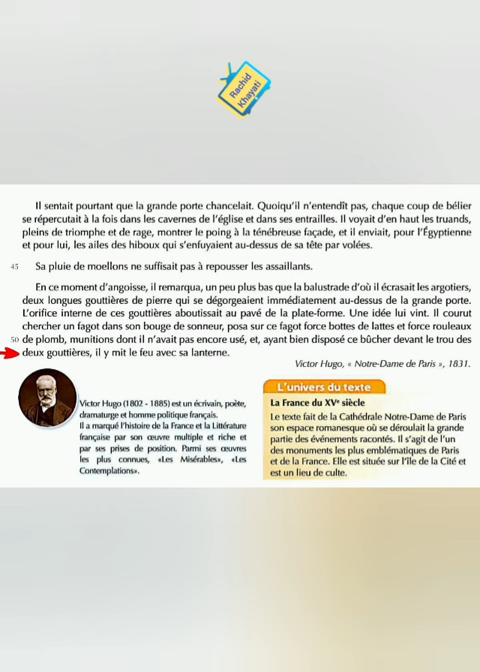 Rachid
Khayati
Il sentait pourtant que la grande porte chancelait. Quoiqu'il n'entendît pas, chaque coup de bélier
se répercutait à la fois dans les cavernes de l'église et dans ses entrailles. Il voyait d'en haut les truands,
pleins de triomphe et de rage, montrer le poing à la ténébreuse façade, et il enviait, pour l'Égyptienne
et pour lui, les ailes des hiboux qui s'enfuyaient au-dessus de sa tête par volées.
45 Sa pluie de moellons ne suffisait pas à repousser les assaillants.
En ce moment d'angoisse, il remarqua, un peu plus bas que la balustrade d'où il écrasait les argotiers,
deux longues gouttières de pierre qui se dégorgeaient immédiatement au-dessus de la grande porte.
L'orifice interne de ces gouttières aboutissait au pavé de la plate-forme. Une idée lui vint. Il courut
chercher un fagot dans son bouge de sonneur, posa sur ce fagot force bottes de lattes et force rouleaux
50 de plomb, munitions dont il n'avait pas encore usé, et, ayant bien disposé ce bûcher devant le trou des
deux gouttières, il y mit le feu avec sa lanterne.
Victor Hugo, « Notre-Dame de Paris », 1831.
Victor Hugo (1802 - 1885) est un écrivain, poète,
dramaturge et homme politique français.
Il a marqué l'histoire de la France et la Littérature
française par son œuvre multiple et riche et
par ses prises de position. Parmi ses œuvres
les plus connues, «Les Misérables», «Les
Contemplations».
L'univers du texte
La France du XVe siècle
Le texte fait de la Cathédrale Notre-Dame de Paris
son espace romanesque où se déroulait la grande
partie des événements racontés. Il s'agit de l'un
des monuments les plus emblématiques de Paris
et de la France. Elle est située sur l'île de la Cité et
est un lieu de culte.